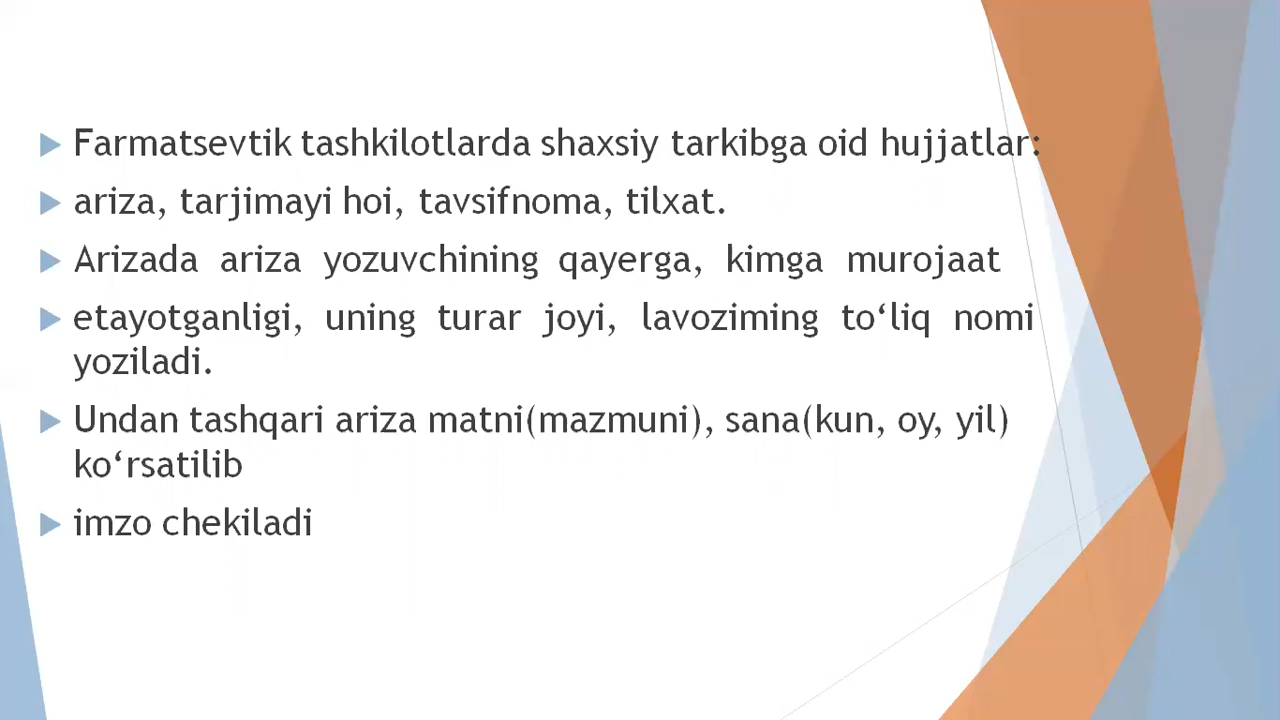 Farmatsevtik tashkilotlarda shaxsiy tarkibga oid hujjatlar:
ariza, tarjimayi hoi, tavsifnoma, tilxat.
Arizada ariza yozuvchining qayerga, kimga murojaat
etayotganligi, uning turar joyi, lavoziming to‘liq nomi
yoziladi.
Undan tashqari ariza matni(mazmuni), sana(kun, oy, yil)
ko‘rsatilib
imzo chekiladi